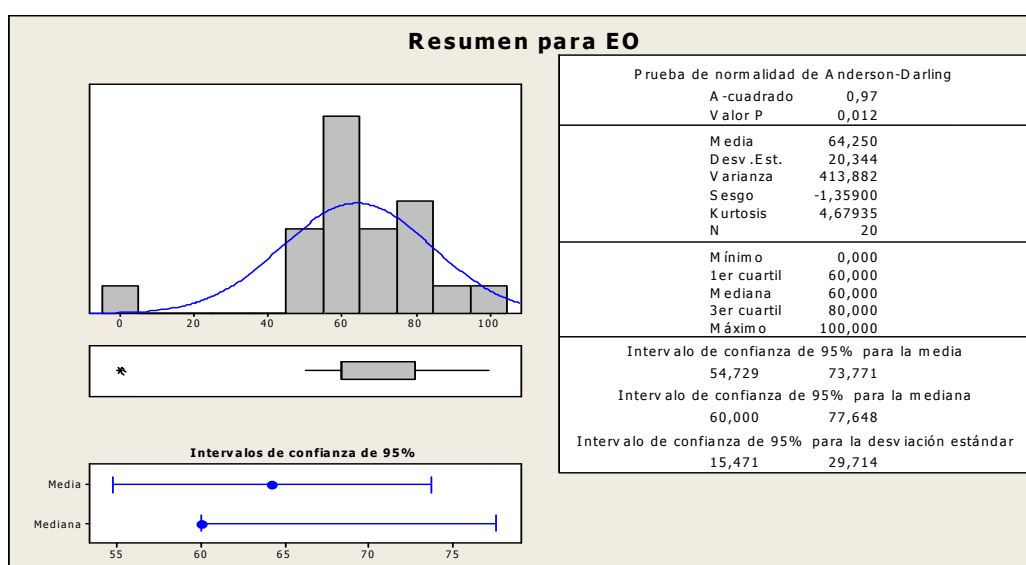 Resumen para EO
0 20 40 60 80 100
Intervalos de confianza de 95%
Media
Mediana
55 60 65 70 75
Prueba de normalidad de Anderson-Darling
A-cuadrado 0,97
Valor P 0,012
Media 64,250
Desv.Est. 20,344
Varianza 413,882
Sesgo -1,35900
Kurtosis 4,67935
N 20
Mínimo 0,000
1er cuartil 60,000
Mediana 60,000
3er cuartil 80,000
Máximo 100,000
Intervalo de confianza de 95% para la media
54,729 73,771
Intervalo de confianza de 95% para la mediana
60,000 77,648
Intervalo de confianza de 95% para la desviación estándar
15,471 29,714